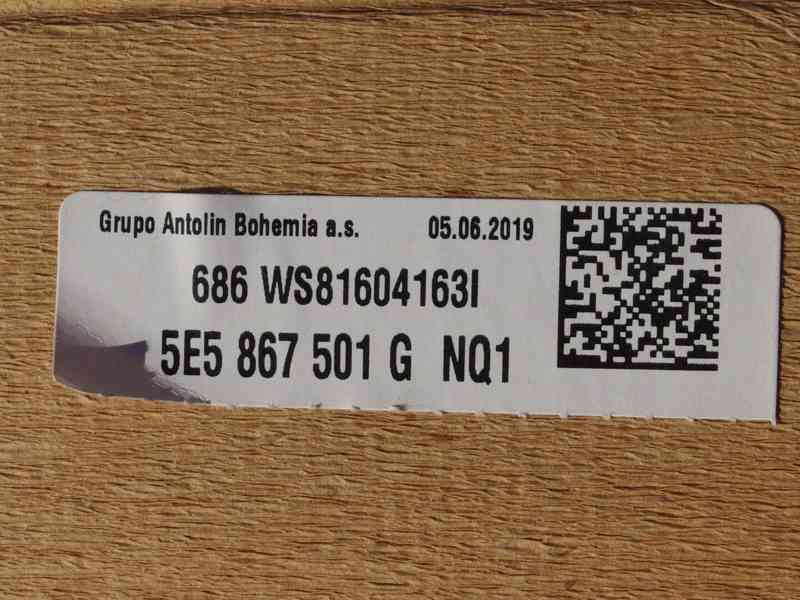 Grupo Antolin Bohemia a.s. 05.06.2019
686 WS81604163I
5E5 867 501 G NQ1